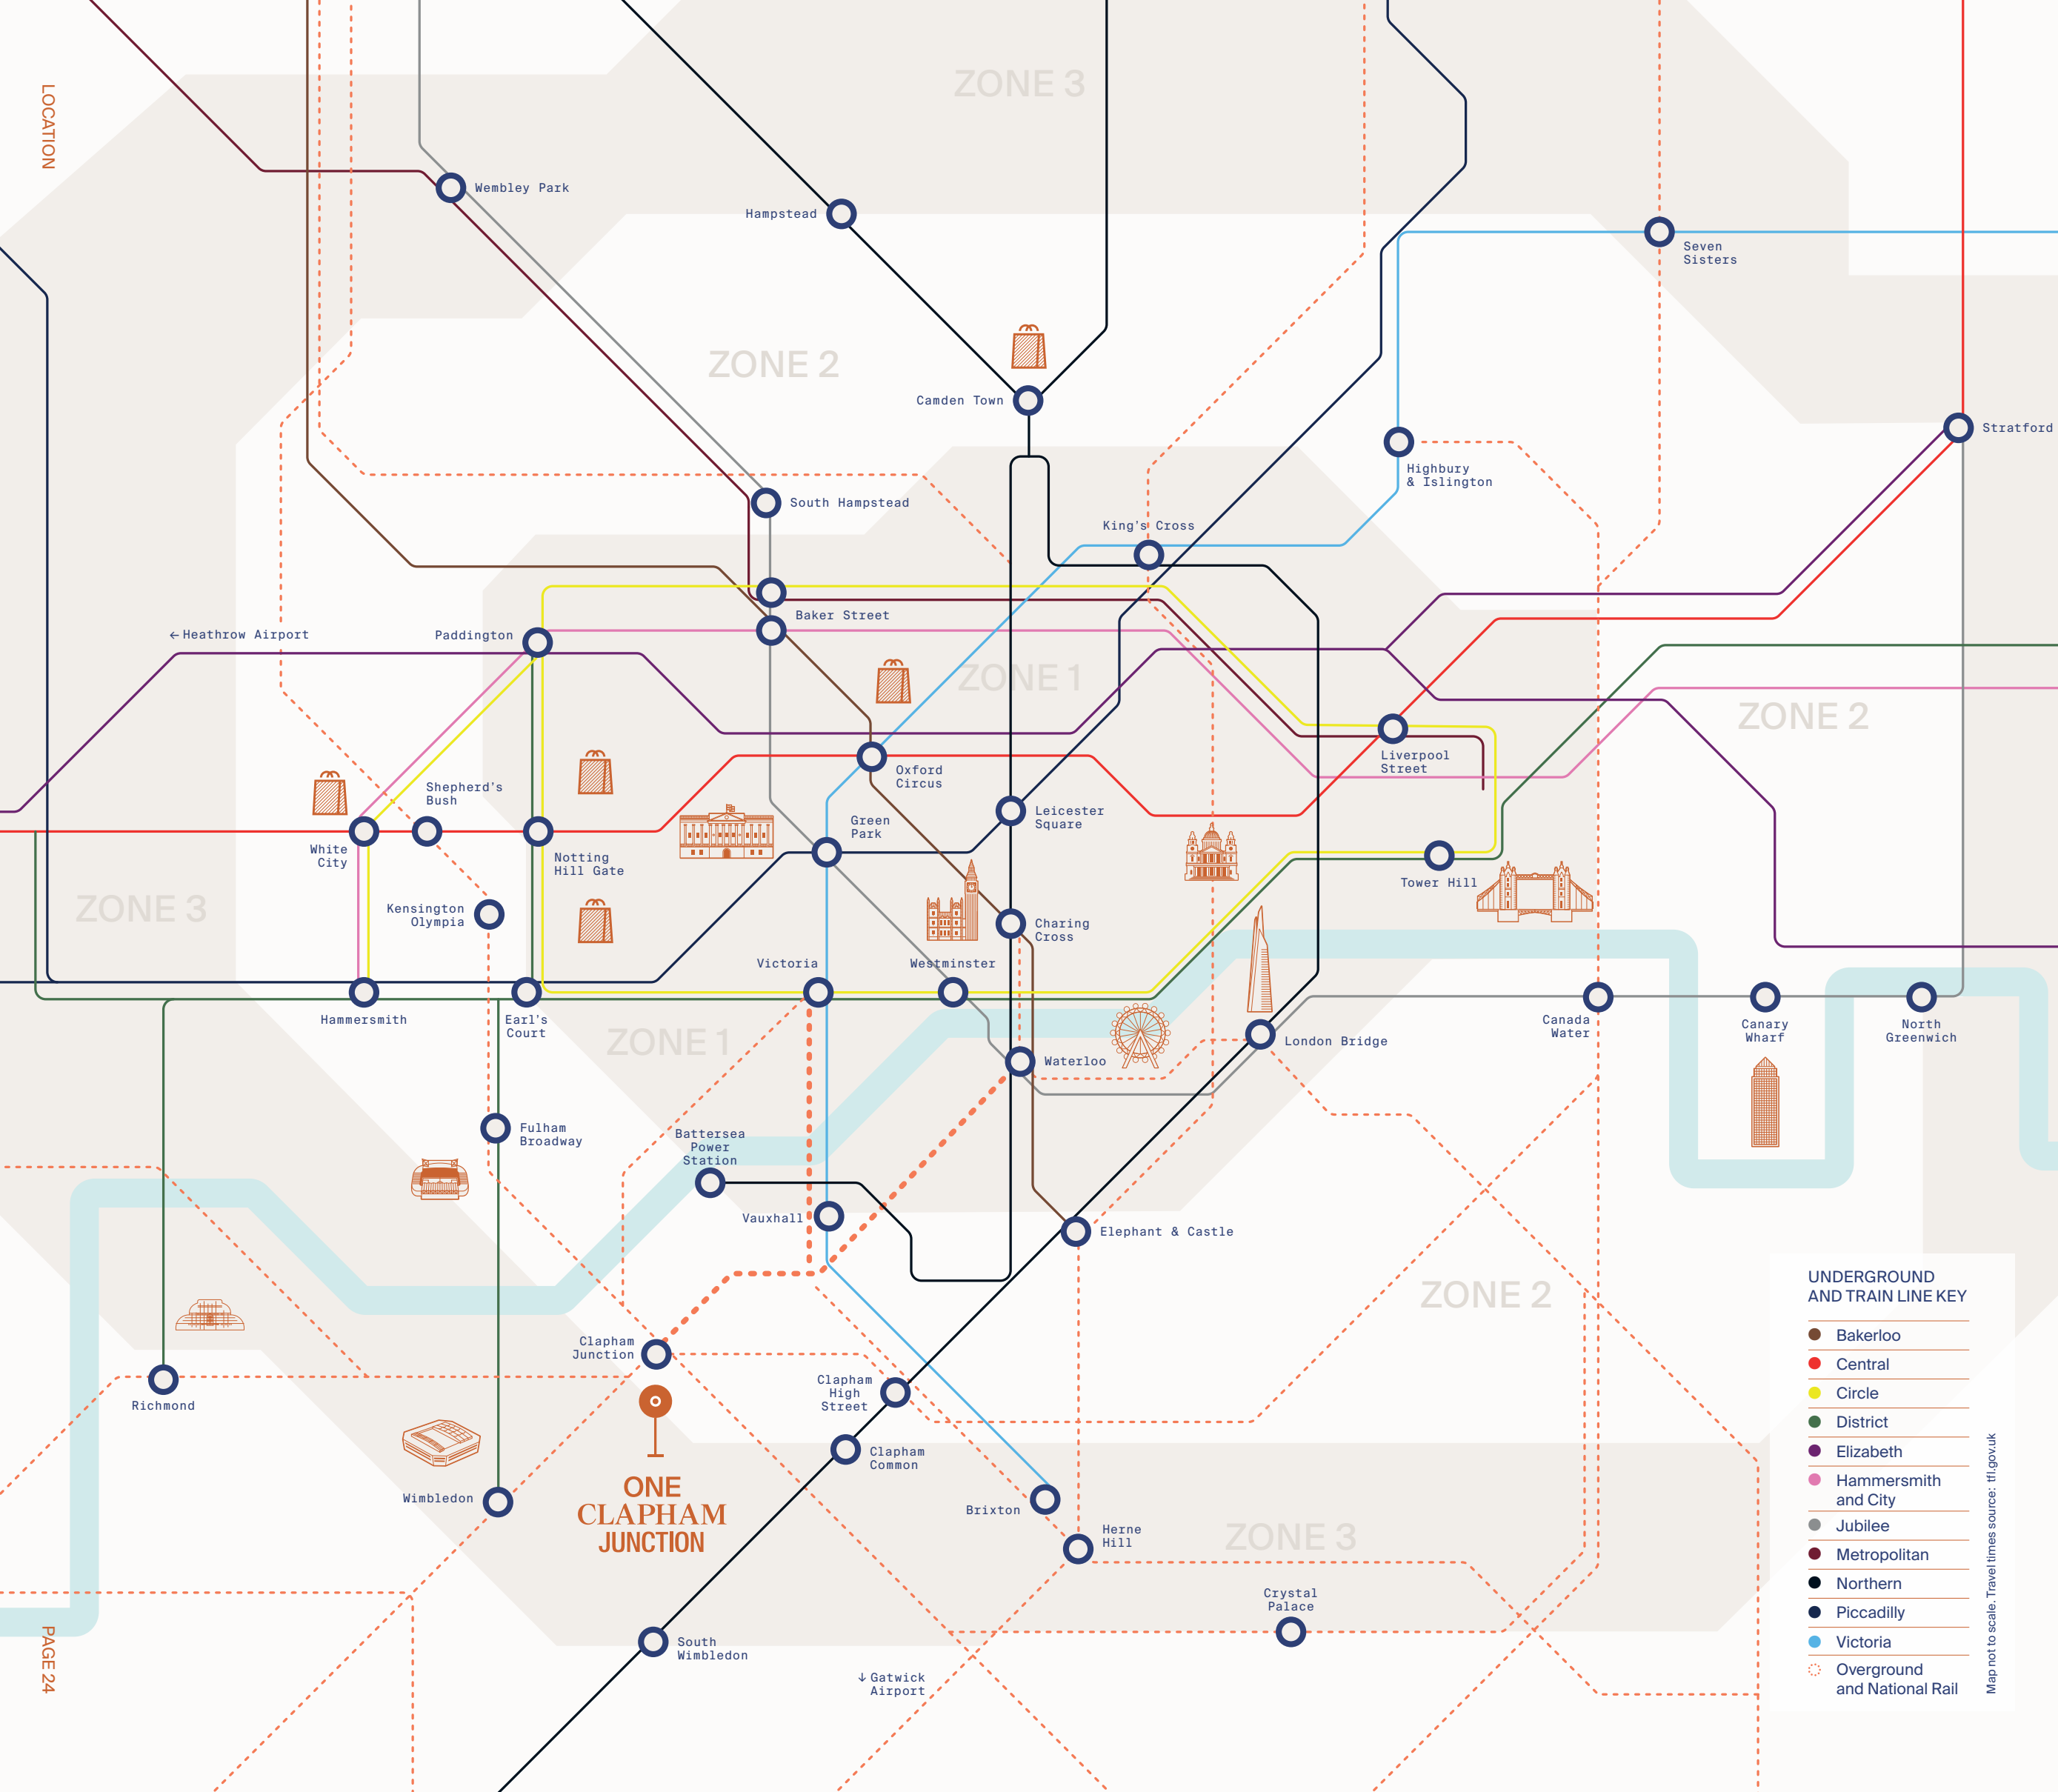 LOCATION
ZONE 3
Wembley Park
Hampstead
Seven
Sisters
ZONE 2
Camden Town
Stratford
Highbury
& Islington
South Hampstead
King's Cross
Baker Street
← Heathrow Airport
Paddington
ZONE 1
ZONE 2
Oxford
Circus
Liverpool
Street
Shepherd's
Bush
Leicester
Square
Green
Park
White
City
Notting
Hill Gate
Tower Hill
ZONE 3
Kensington
Olympia
Charing
Cross
Victoria
Westminster
Hammersmith
Earl's
Court
ZONE 1
Canada
Water
Canary
Wharf
North
Greenwich
London Bridge
Waterloo
Fulham
Broadway
Battersea
Power
Station
Vauxhall
Elephant & Castle
ZONE 2
Clapham
Junction
Clapham
High
Street
Richmond
Clapham
Common
Wimbledon
ONE
CLAPHAM
JUNCTION
Brixton
Herne
Hill
ZONE 3
Crystal
Palace
South
Wimbledon
↓ Gatwick
Airport
UNDERGROUND
AND TRAIN LINE KEY
Bakerloo
Central
Circle
District
Elizabeth
Hammersmith
and City
Jubilee
Metropolitan
Northern
Piccadilly
Victoria
Overground
and National Rail
Map not to scale. Travel times source: tfl.gov.uk
PAGE 24